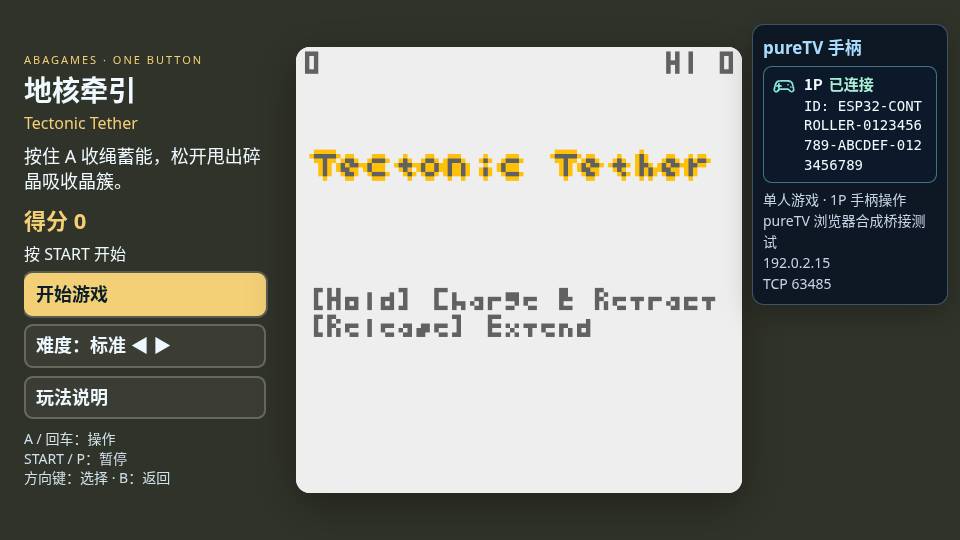 ABAGAMES · ONE BUTTON
地核牵引
Tectonic Tether
按住 A 收绳蓄能，松开甩出碎
晶吸收晶簇。
得分 0
按 START 开始
开始游戏
难度：标准 ◀ ▶
玩法说明
A / 回车：操作
START / P：暂停
方向键：选择 · B：返回
0
HI 0
Tectonic Tether
[Hold] Charge & Retract
[Release] Extend
pureTV 手柄
1P 已连接
ID: ESP32-CONT
ROLLER-0123456
789-ABCDEF-012
3456789
单人游戏 · 1P 手柄操作
pureTV 浏览器合成桥接测
试
192.0.2.15
TCP 63485